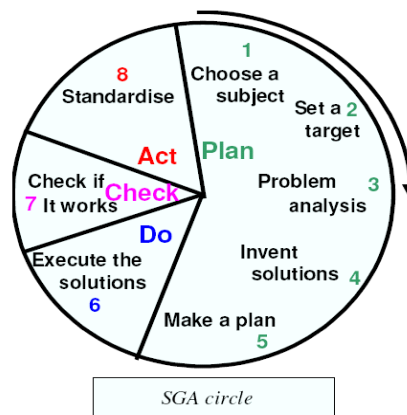 1
Choose a
subject
Set a 2
target
Plan
Problem 3
analysis
Invent
solutions 4
Make a plan
5
Do
Execute the
solutions
6
Check
Check if
7 It works
Act
8
Standardise
SGA circle